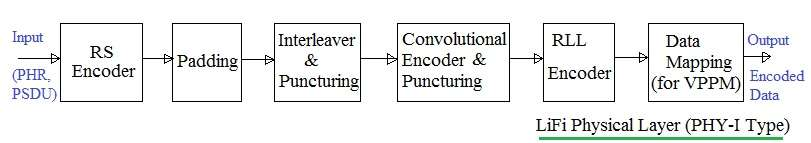 Input
(PHR,
PSDU)
RS
Encoder
Padding
Interleaver
&
Puncturing
Convolutional
Encoder &
Puncturing
RLL
Encoder
Data
Mapping
(for VPPM)
Output
Encoded
Data
LiFi Physical Layer (PHY-I Type)